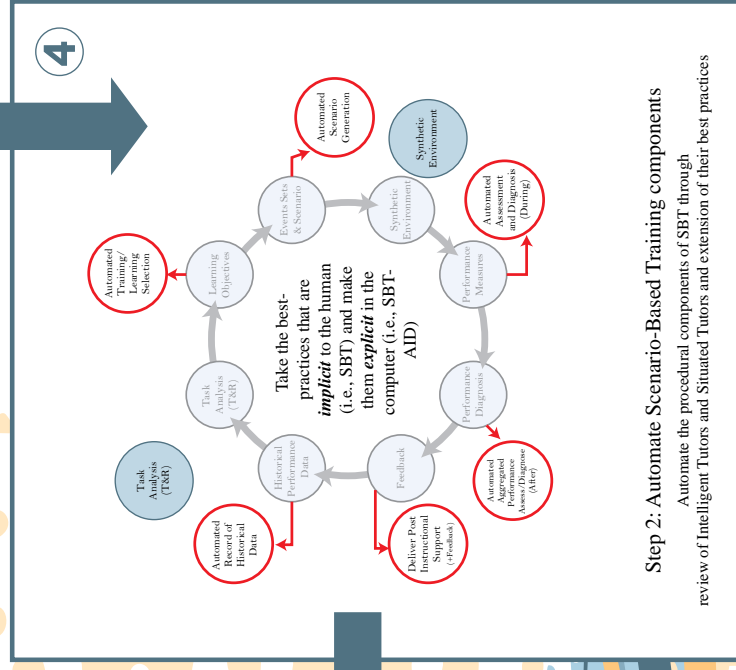 4
Automated
Training/
Learning
Selection
Automated
Scenario
Generation
Learning
Objectives
Events Sets
& Scenario
Task
Analysis
(T&R)
Task
Analysis
(T&R)
Synthetic
Environment
Synthetic
Environment
Take the best-
practices that are
implicit to the human
(i.e., SBT) and make
them explicit in the
computer (i.e., SBT-
AID)
Historical
Performance
Data
Performance
Measures
Automated
Record of
Historical
Data
Automated
Assessment
and Diagnosis
(During)
Feedback
Performance
Diagnosis
Deliver Post
Instructional
Support
(+Feedback)
Automated
Aggregated
Performance
Assess/Diagnose
(After)
Step 2: Automate Scenario-Based Training components
Automate the procedural components of SBT through
review of Intelligent Tutors and Situated Tutors and extension of their best practices